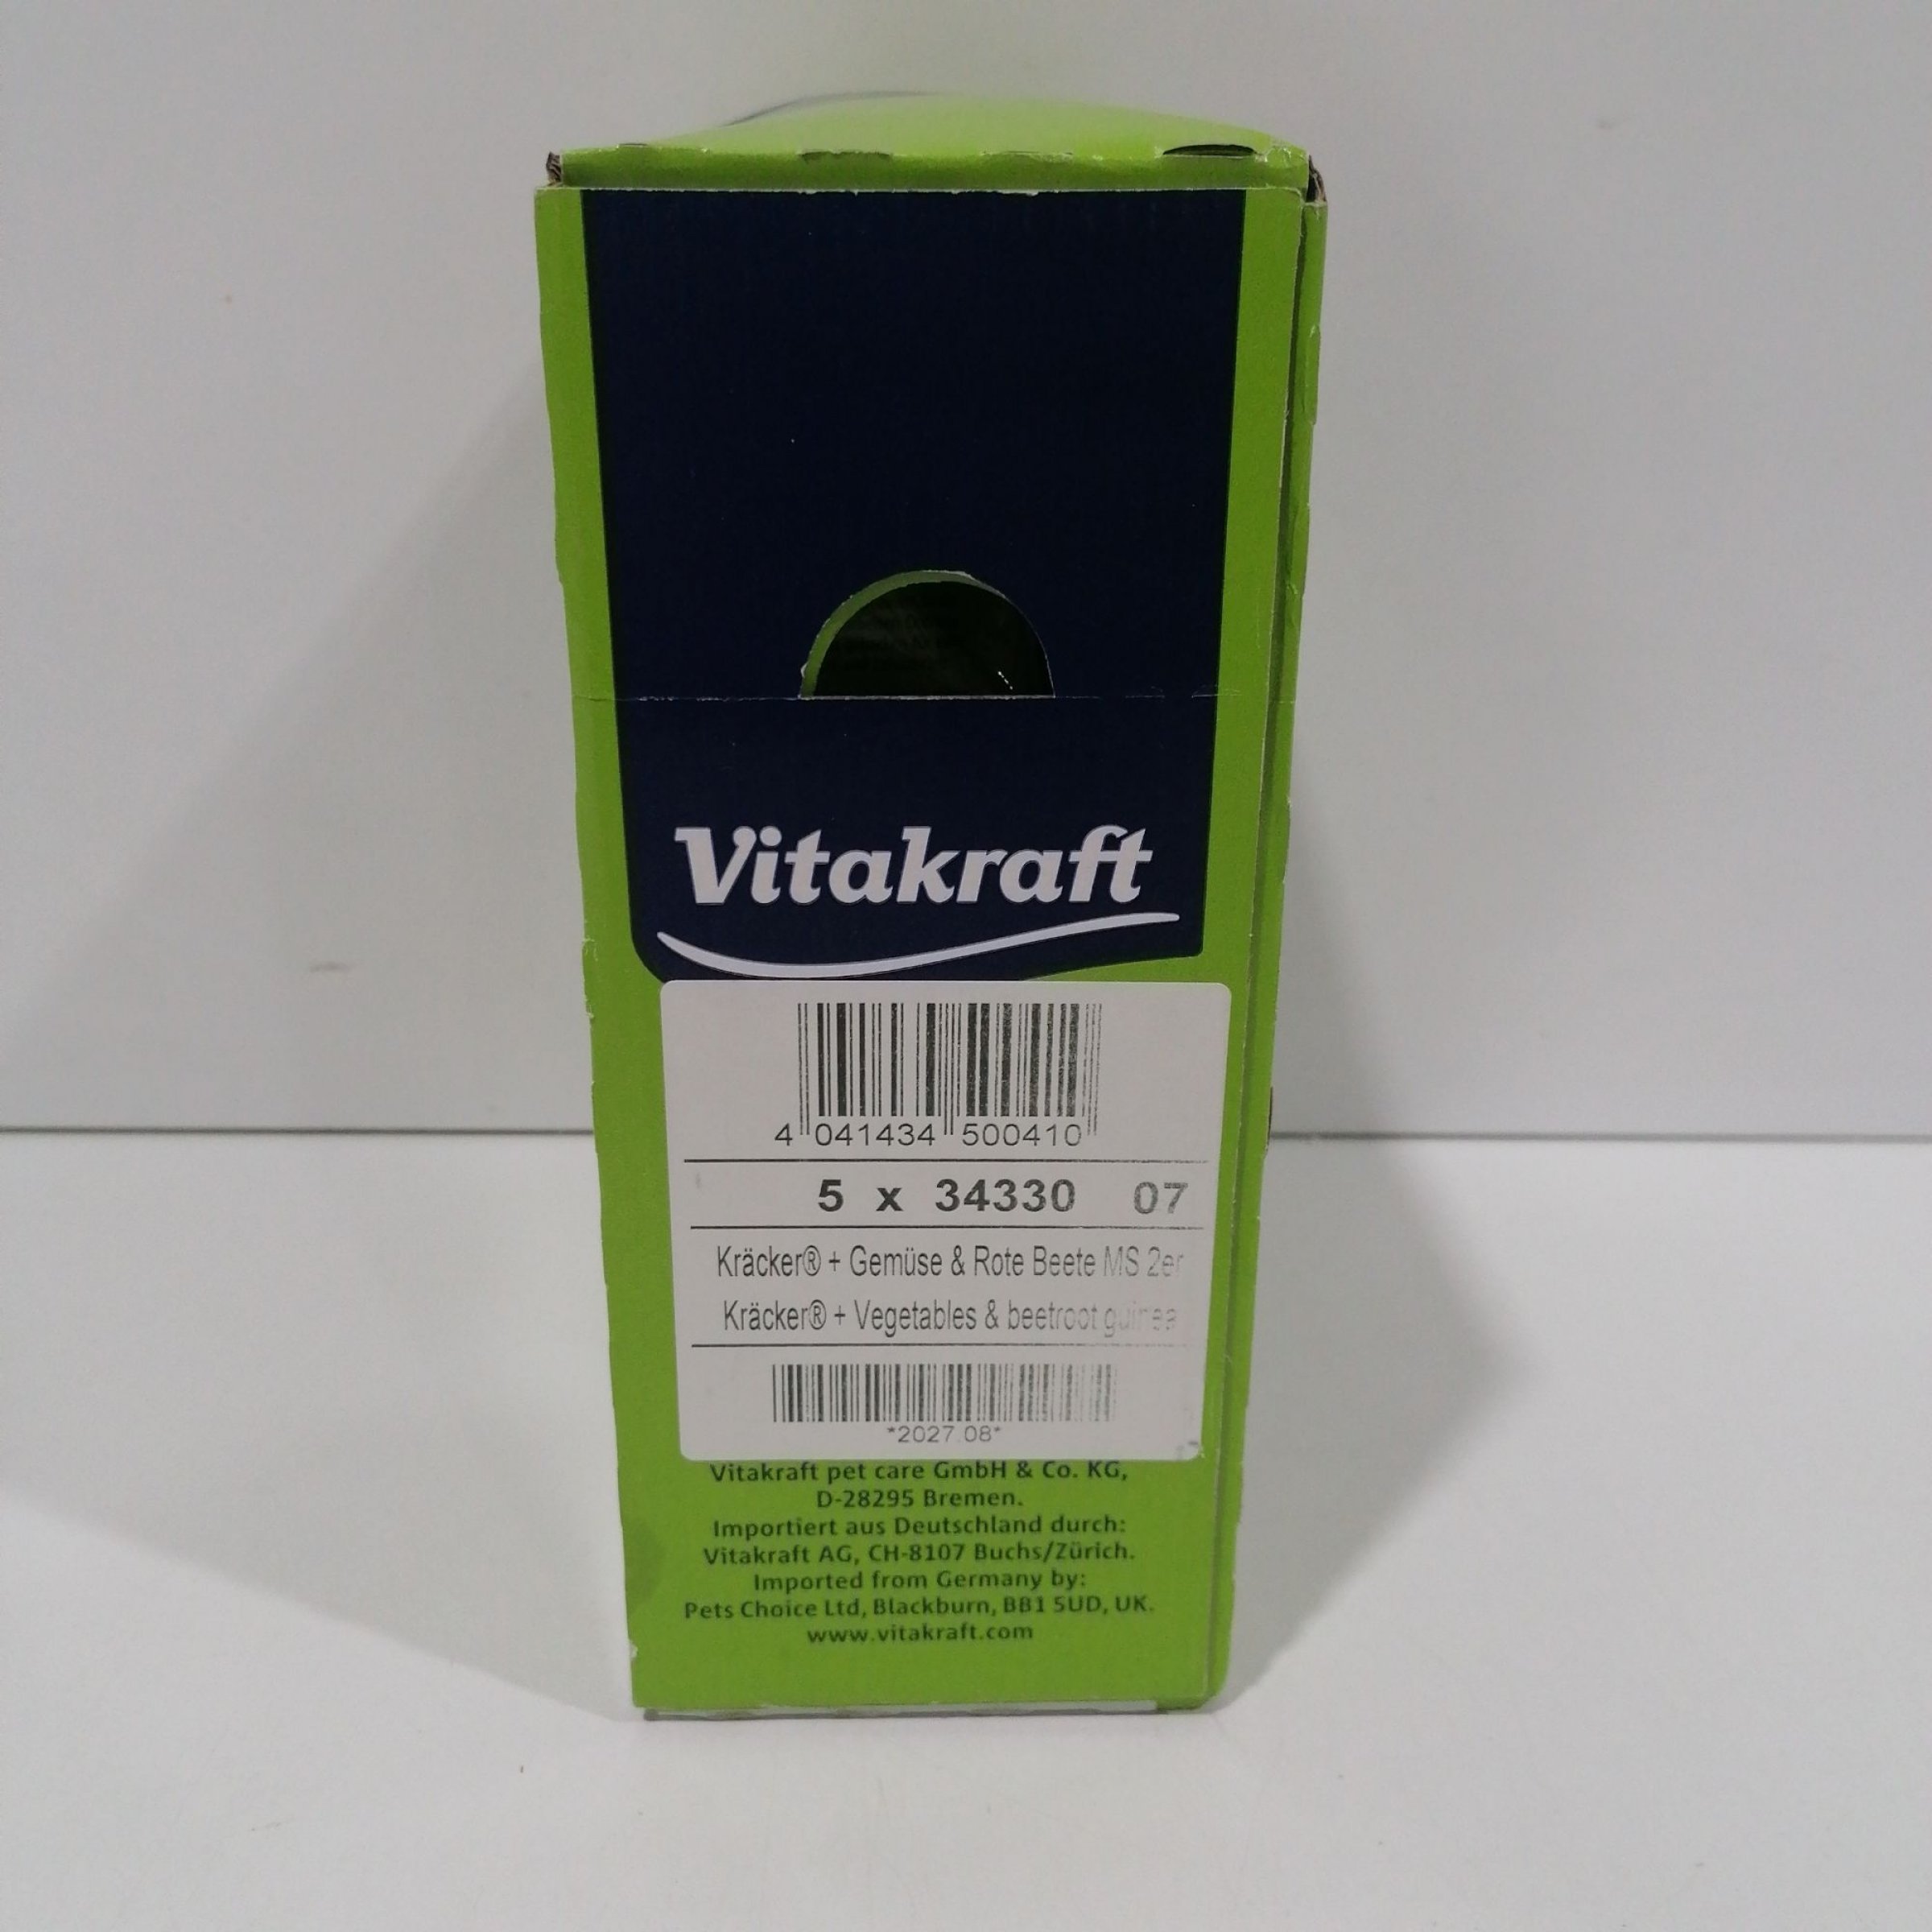 Vitakraft
4 041434 500410
5 x 34330 07
Kräcker® + Gemüse & Rote Beete MS 2er
Kräcker® + Vegetables & beetroot guinea
*2027.08*
Vitakraft pet care GmbH & Co. KG,
D-28295 Bremen.
Importiert aus Deutschland durch:
Vitakraft AG, CH-8107 Buchs/Zürich.
Imported from Germany by:
Pets Choice Ltd, Blackburn, BB1 5UD, UK.
www.vitakraft.com